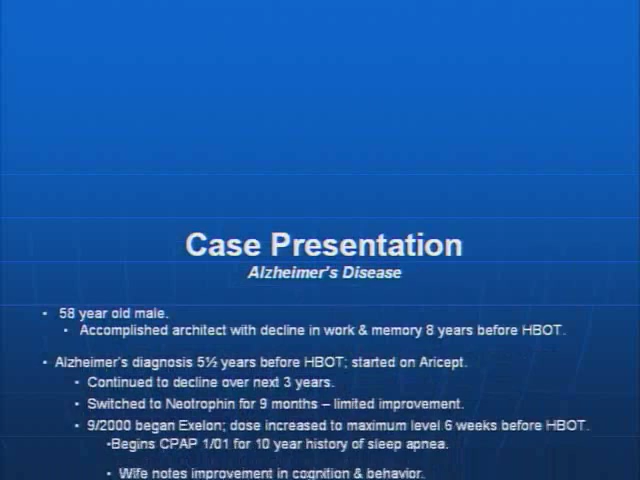 Case Presentation
Alzheimer's Disease
• 58 year old male.
• Accomplished architect with decline in work & memory 8 years before HBOT.
• Alzheimer's diagnosis 5½ years before HBOT; started on Aricept.
• Continued to decline over next 3 years.
• Switched to Neotrophin for 9 months – limited improvement.
• 9/2000 began Exelon; dose increased to maximum level 6 weeks before HBOT.
•Begins CPAP 1/01 for 10 year history of sleep apnea.
• Wife notes improvement in cognition & behavior.